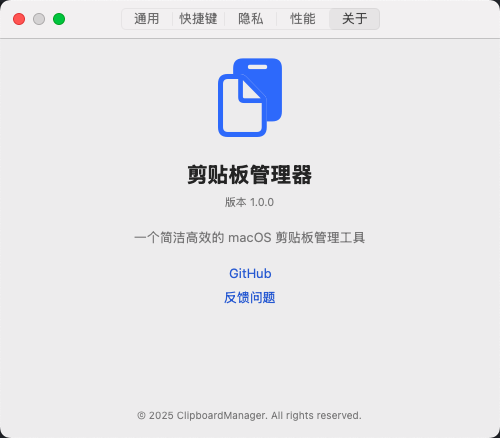 通用 快捷键 隐私 性能 关于
剪贴板管理器
版本 1.0.0
一个简洁高效的 macOS 剪贴板管理工具
GitHub
反馈问题
© 2025 ClipboardManager. All rights reserved.